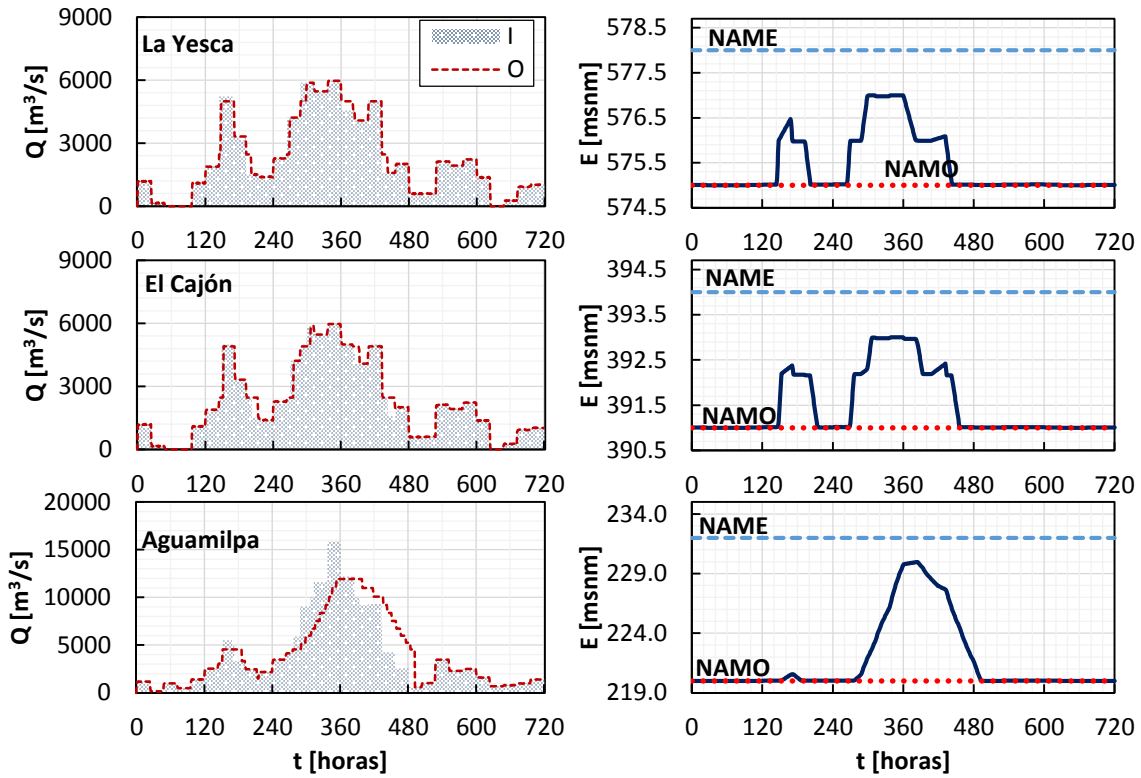 La Yesca
I
O
Q [m³/s]
9000
6000
3000
0
0 120 240 360 480 600 720
NAME
NAMO
E [msnm]
578.5
577.5
576.5
575.5
574.5
0 120 240 360 480 600 720
El Cajón
Q [m³/s]
9000
6000
3000
0
0 120 240 360 480 600 720
NAME
NAMO
E [msnm]
394.5
393.5
392.5
391.5
390.5
0 120 240 360 480 600 720
Aguamilpa
Q [m³/s]
20000
15000
10000
5000
0
0 120 240 360 480 600 720
t [horas]
NAME
NAMO
E [msnm]
234.0
229.0
224.0
219.0
0 120 240 360 480 600 720
t [horas]